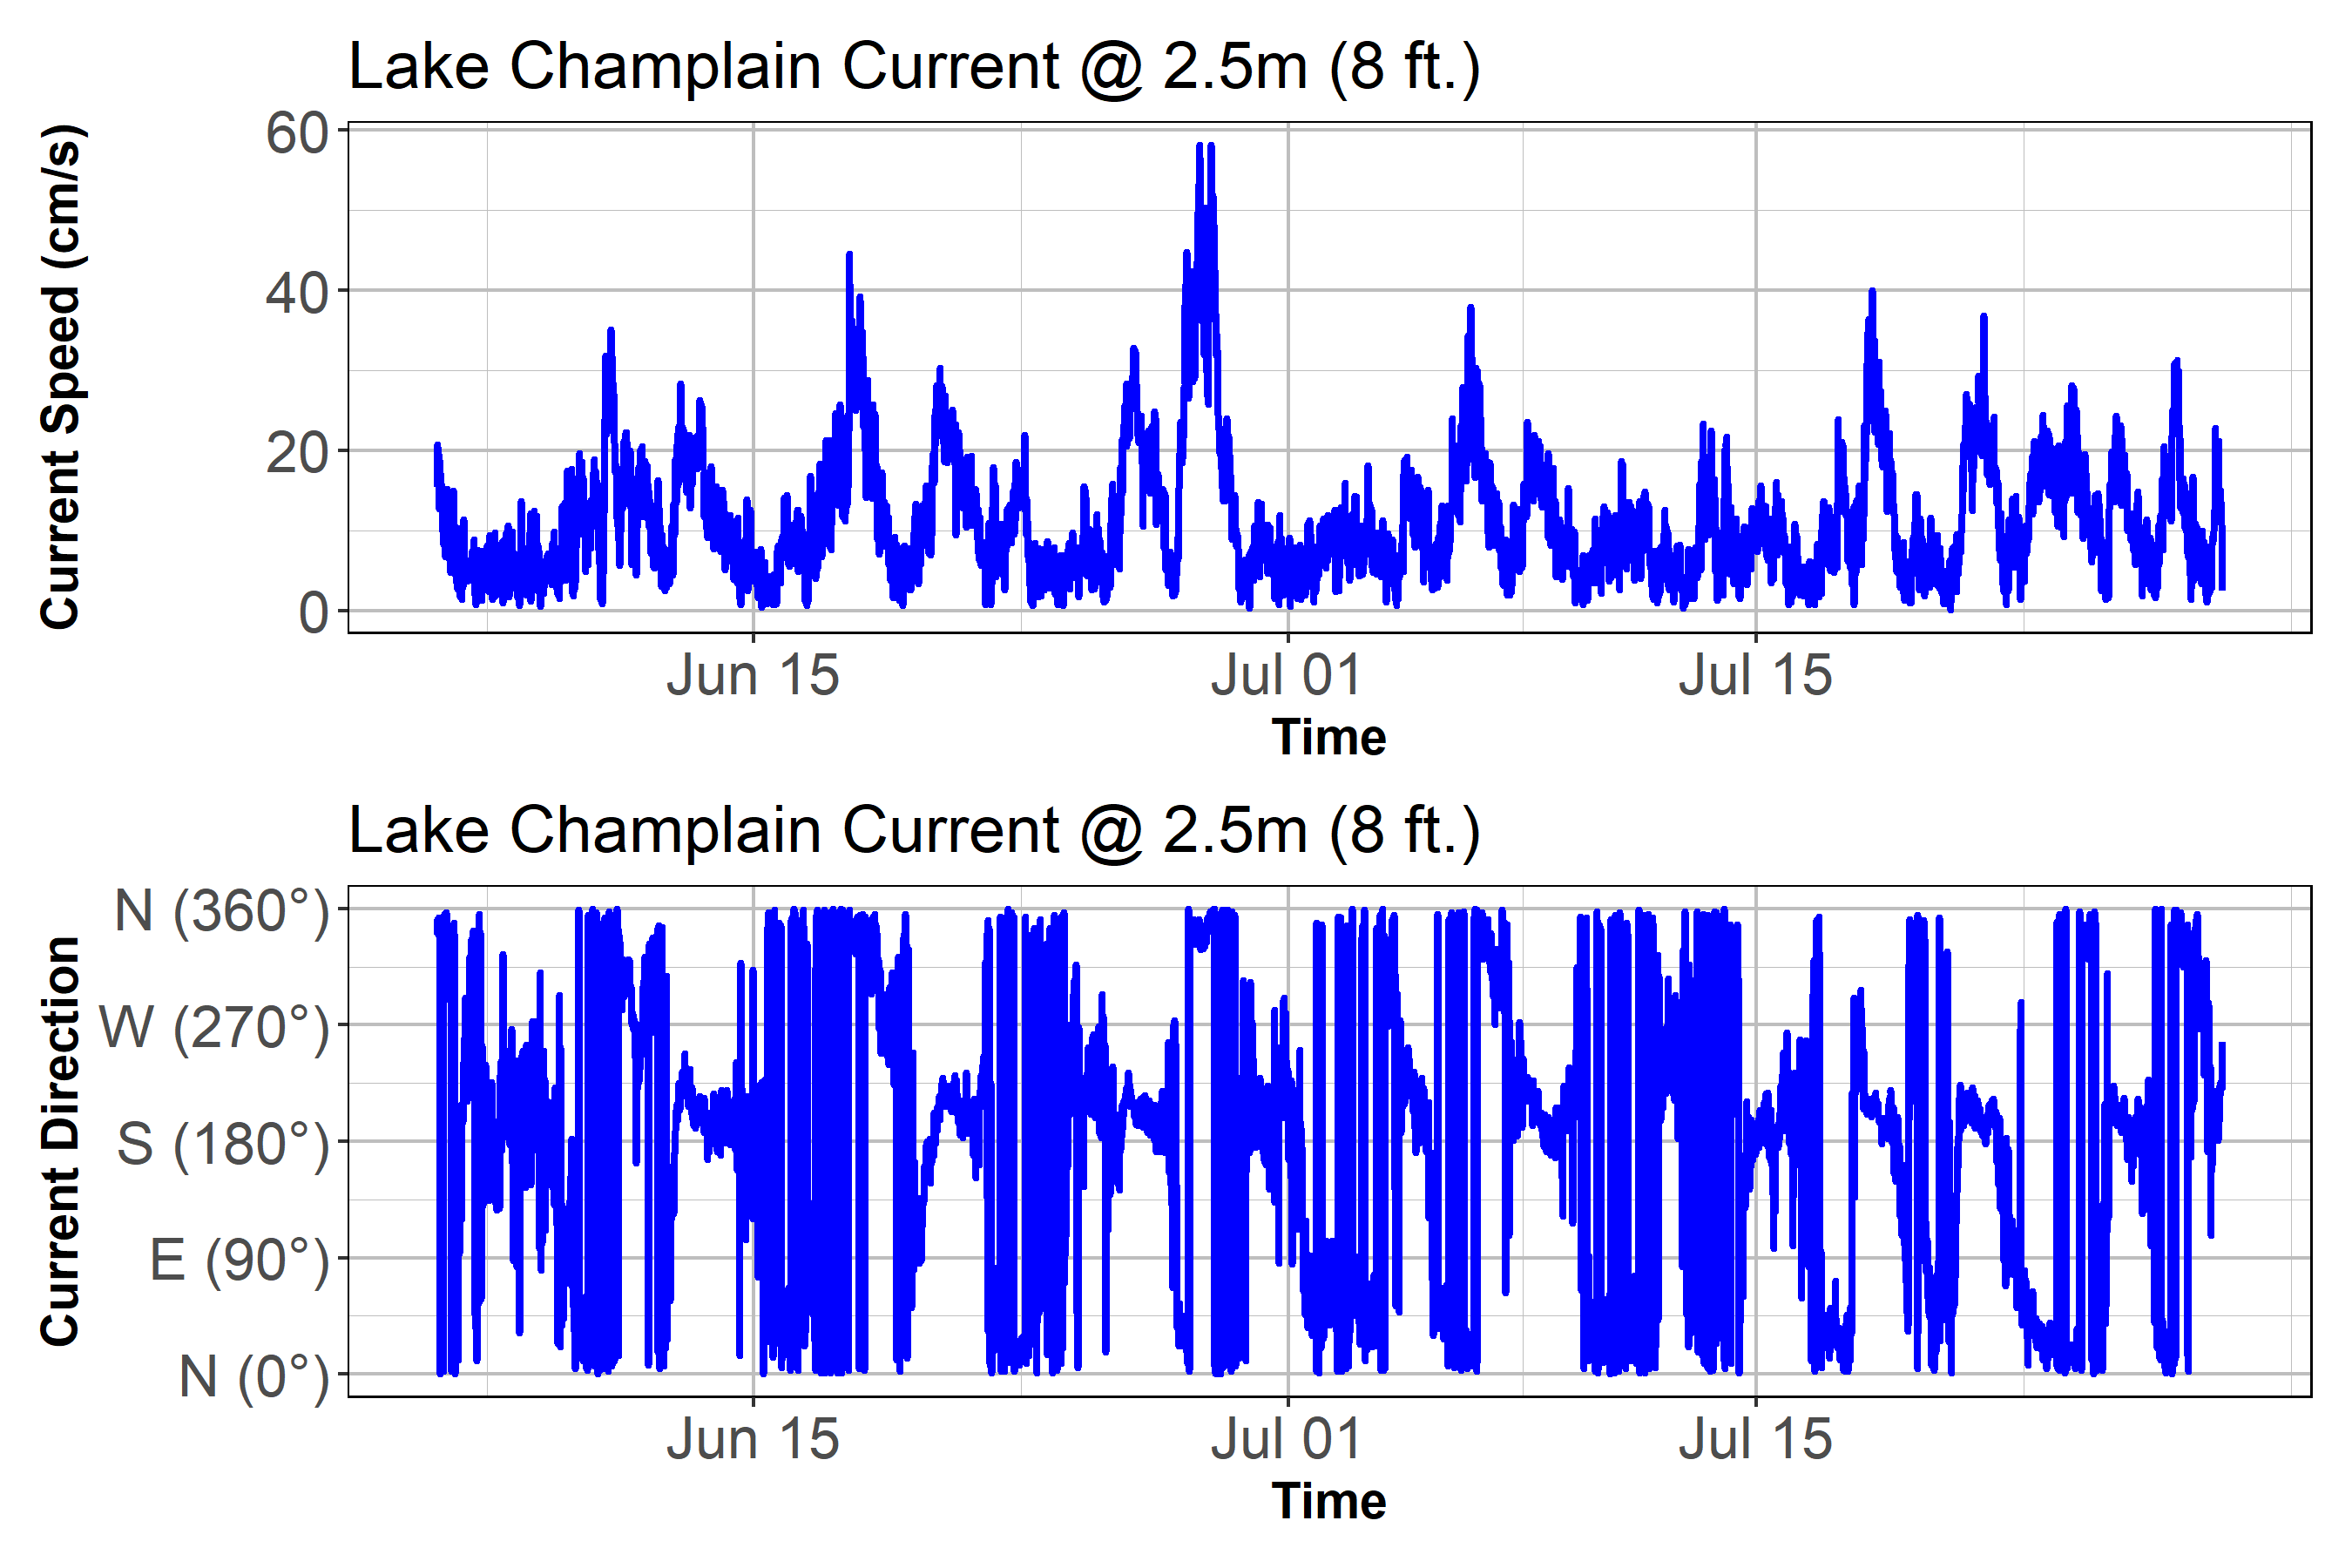 Lake Champlain Current @ 2.5m (8 ft.)
Current Speed (cm/s)
60
40
20
0
Jun 15
Jul 01
Jul 15
Time
Lake Champlain Current @ 2.5m (8 ft.)
Current Direction
N (360°)
W (270°)
S (180°)
E (90°)
N (0°)
Jun 15
Jul 01
Jul 15
Time